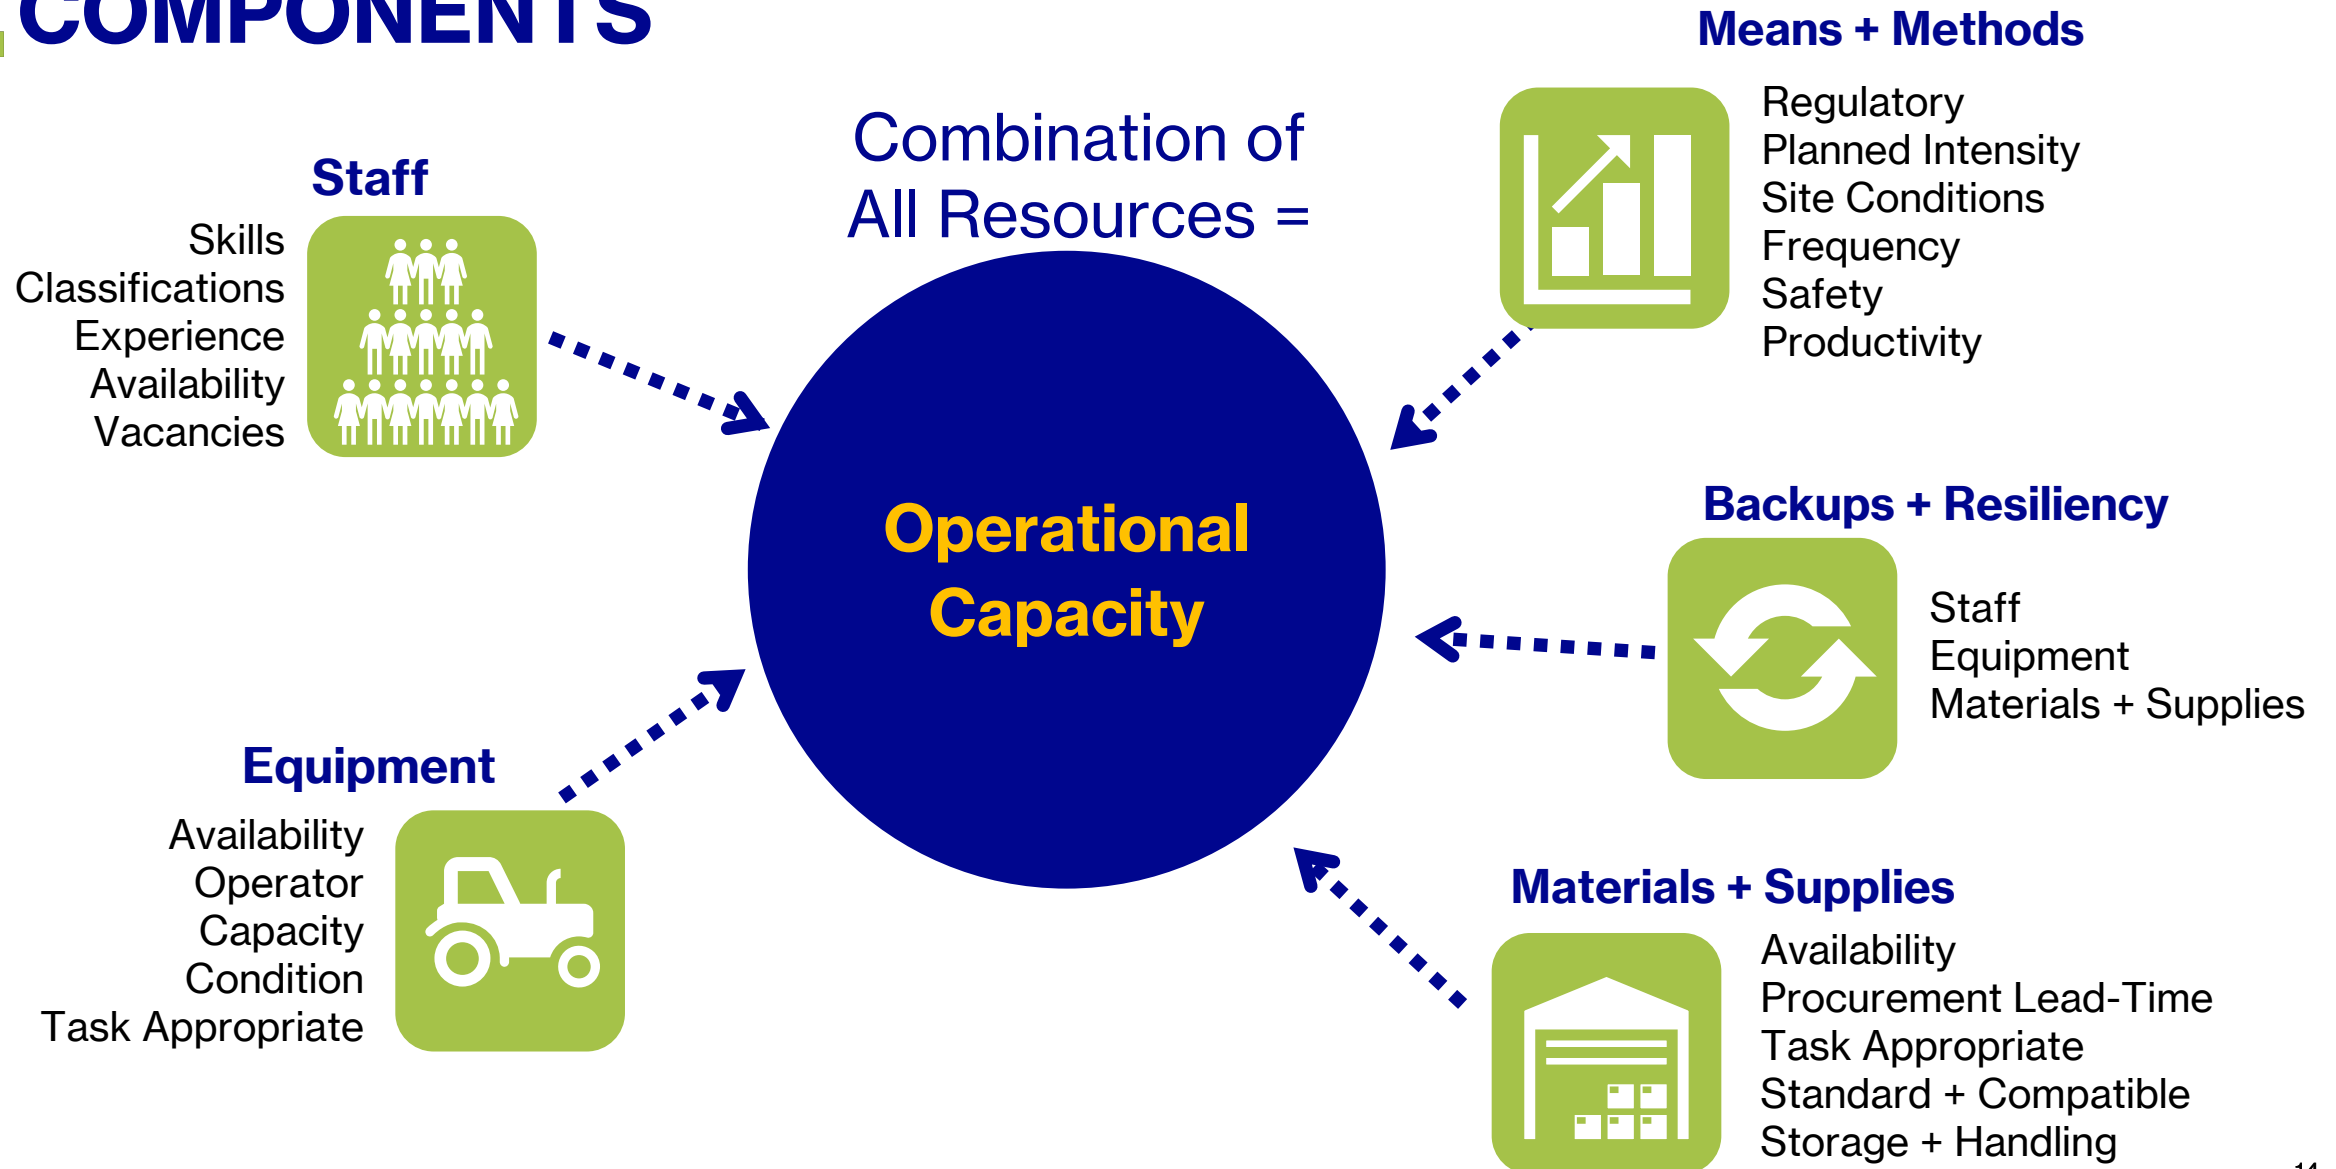 COMPONENTS
Combination of
All Resources =
Operational
Capacity
Staff
Skills
Classifications
Experience
Availability
Vacancies
Equipment
Availability
Operator
Capacity
Condition
Task Appropriate
Means + Methods
Regulatory
Planned Intensity
Site Conditions
Frequency
Safety
Productivity
Backups + Resiliency
Staff
Equipment
Materials + Supplies
Materials + Supplies
Availability
Procurement Lead-Time
Task Appropriate
Standard + Compatible
Storage + Handling
14